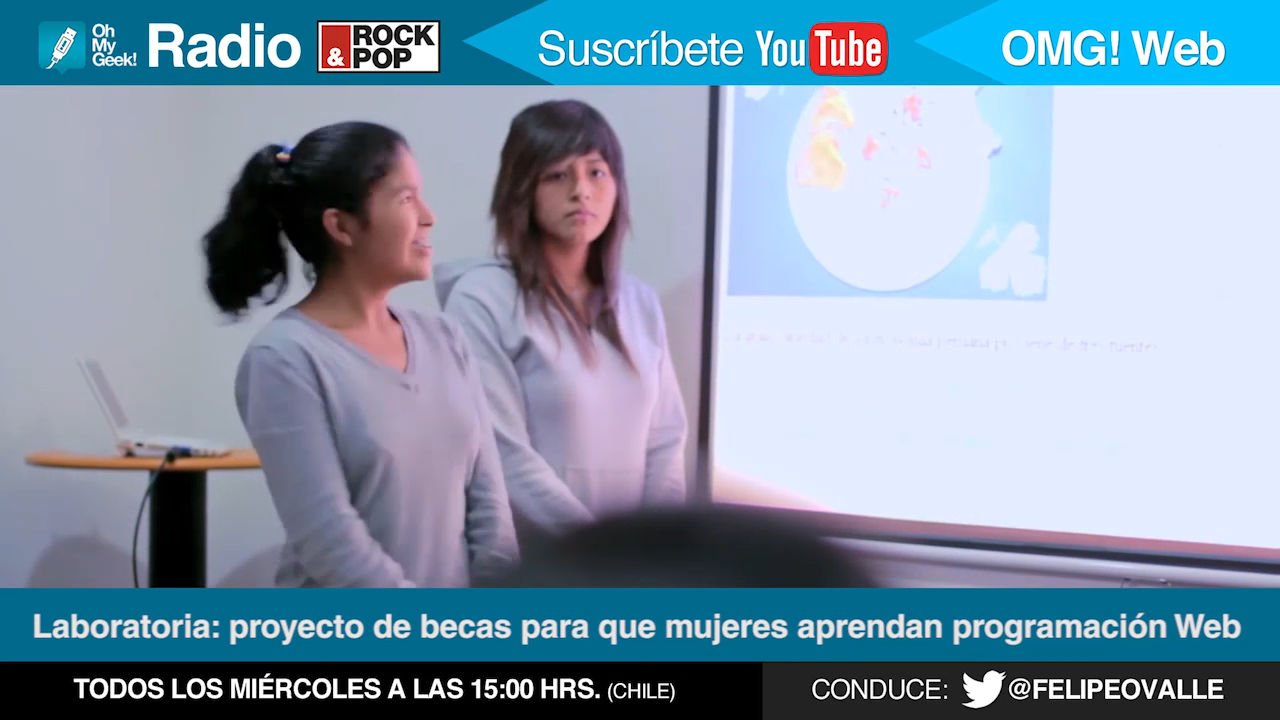 Oh
My
Geek!
Radio
ROCK
& POP
Suscríbete YouTube
OMG! Web
Laboratoria: proyecto de becas para que mujeres aprendan programación Web
TODOS LOS MIÉRCOLES A LAS 15:00 HRS. (CHILE)
CONDUCE: @FELIPEOVALLE